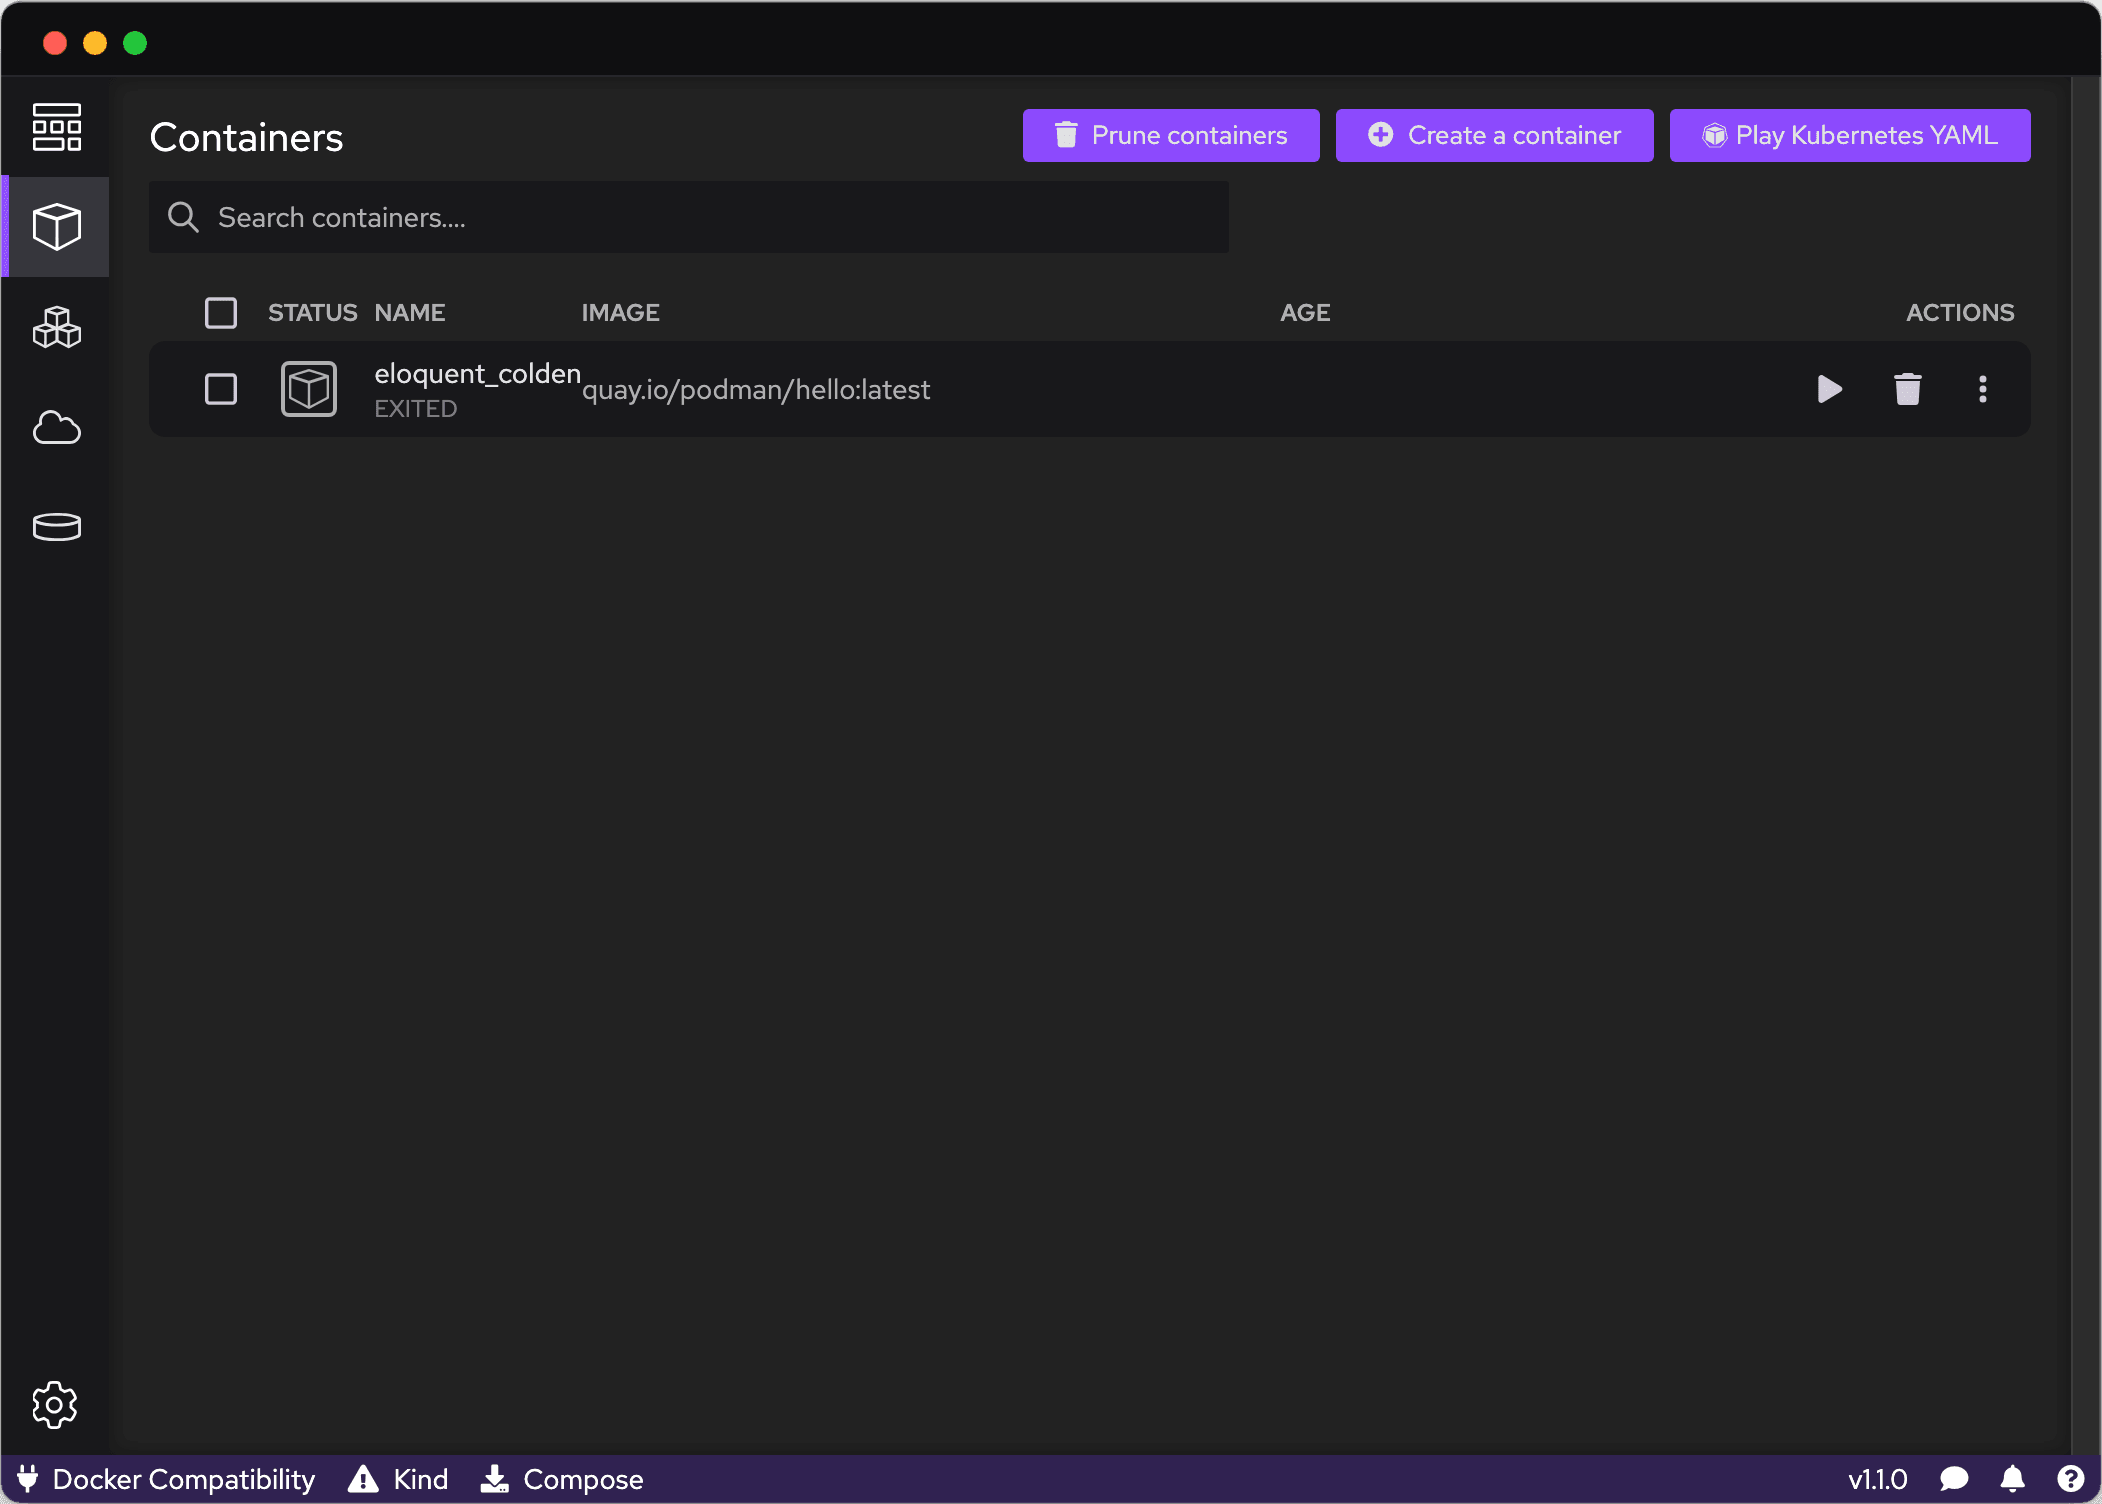 Containers
Prune containers
Create a container
Play Kubernetes YAML
Search containers....
STATUS NAME IMAGE AGE ACTIONS
eloquent_colden quay.io/podman/hello:latest
EXITED
Docker Compatibility Kind Compose v1.1.0